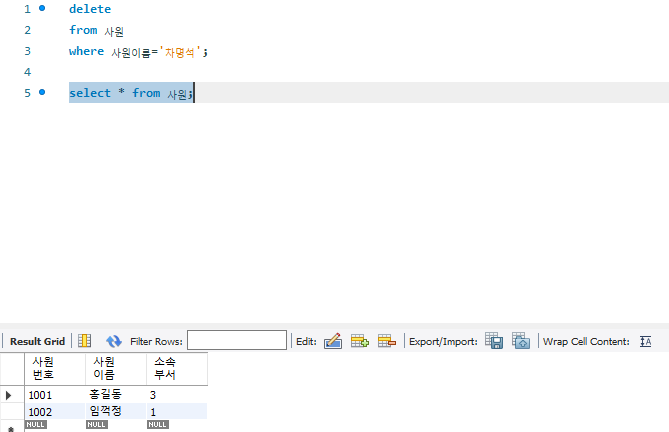 1 delete
2 from 사원
3 where 사원이름='차명석';
4
5 select * from 사원;
Result Grid Filter Rows: Edit: Export/Import: Wrap Cell Content: IA
사원 사원 소속
번호 이름 부서
1001 홍길동 3
1002 임꺽정 1
NULL NULL NULL